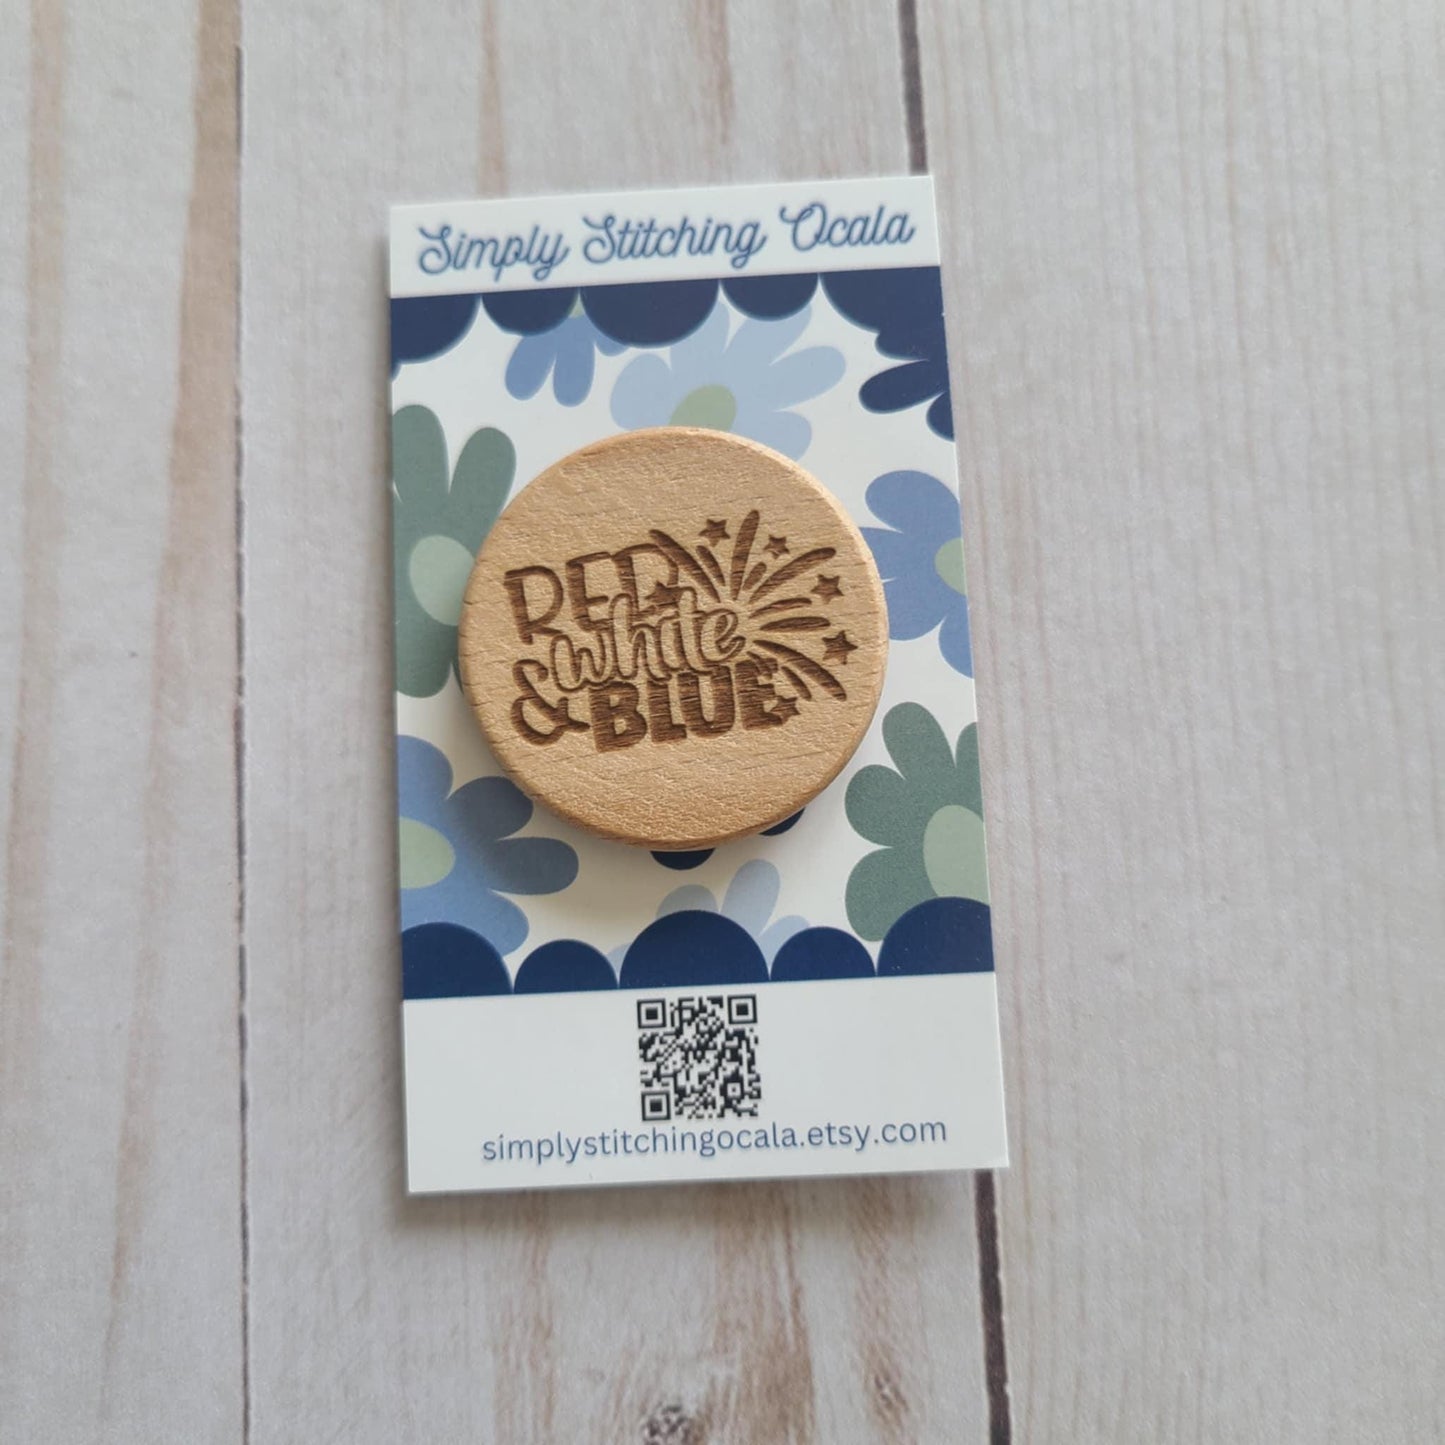 Simply Stitching Ocala
RED
white
& BLUE
simplystitchingocala.etsy.com